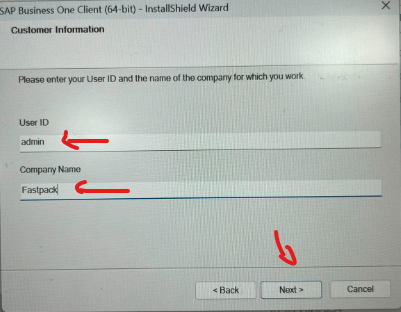 SAP Business One Client (64-bit) - InstallShield Wizard
Customer Information
Please enter your User ID and the name of the company for which you work.
User ID
admin
Company Name
Fastpack
< Back
Next >
Cancel